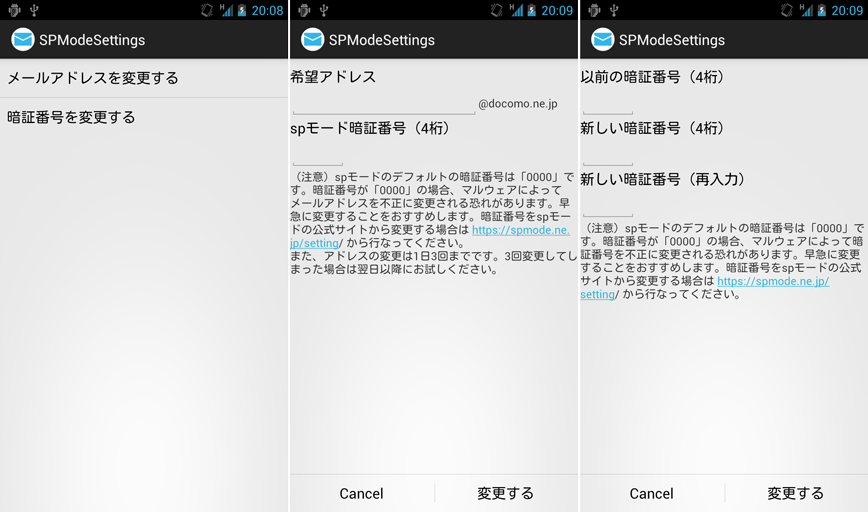 20:08
SPModeSettings
メールアドレスを変更する
暗証番号を変更する
20:09
SPModeSettings
希望アドレス
@docomo.ne.jp
spモード暗証番号（4桁）
（注意）spモードのデフォルトの暗証番号は「0000」で
す。暗証番号が「0000」の場合、マルウェアによって
メールアドレスを不正に変更される恐れがあります。早
急に変更することをおすすめします。暗証番号をspモー
ドの公式サイトから変更する場合は https://spmode.ne.
jp/setting/ から行なってください。
また、アドレスの変更は1日3回までです。3回変更してし
まった場合は翌日以降にお試しください。
Cancel
変更する
20:09
SPModeSettings
以前の暗証番号（4桁）
新しい暗証番号（4桁）
新しい暗証番号（再入力）
（注意）spモードのデフォルトの暗証番号は「0000」で
す。暗証番号が「0000」の場合、マルウェアによって暗
証番号を不正に変更される恐れがあります。早急に変更
することをおすすめします。暗証番号をspモードの公式
サイトから変更する場合は https://spmode.ne.jp/
setting/ から行なってください。
Cancel
変更する